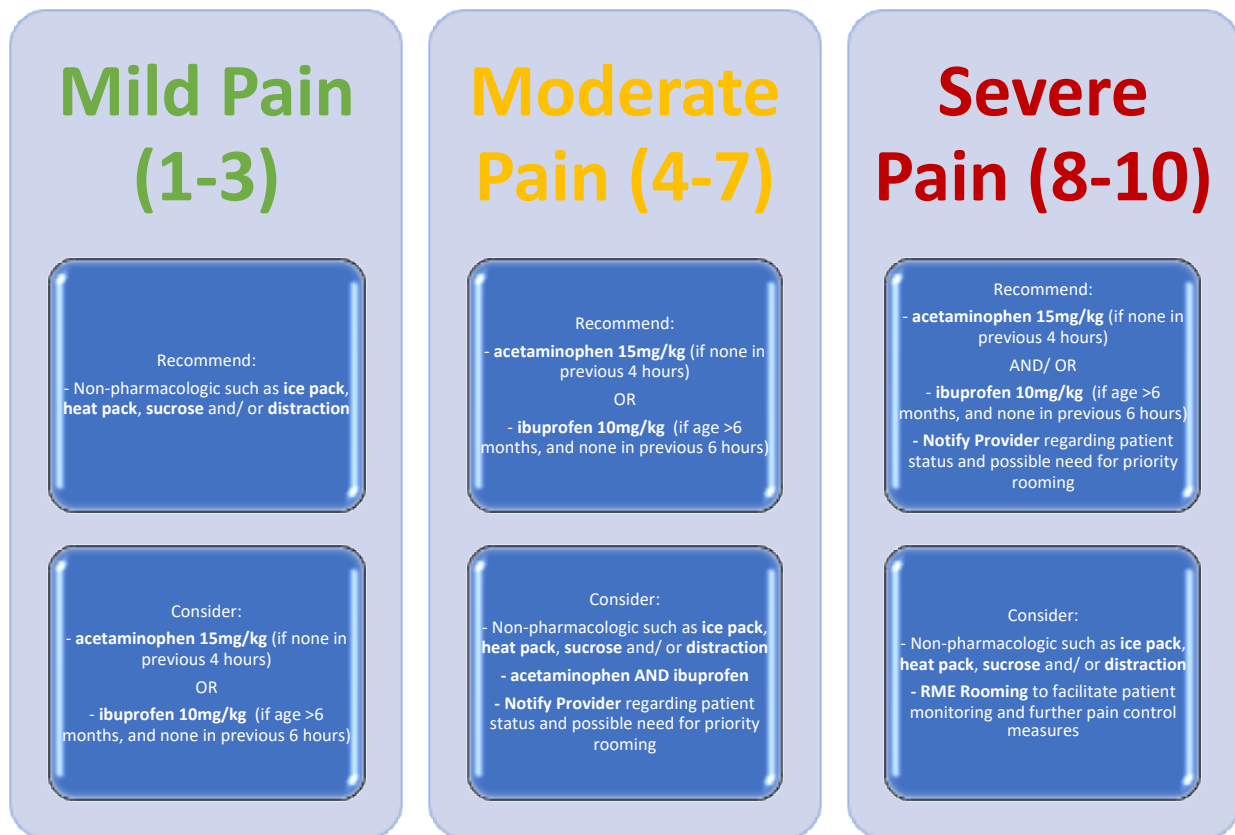 Mild Pain
(1-3)
Recommend:
- Non-pharmacologic such as ice pack,
heat pack, sucrose and/ or distraction
Consider:
- acetaminophen 15mg/kg (if none in
previous 4 hours)
OR
- ibuprofen 10mg/kg (if age >6
months, and none in previous 6 hours)
Moderate
Pain (4-7)
Recommend:
- acetaminophen 15mg/kg (if none in
previous 4 hours)
OR
- ibuprofen 10mg/kg (if age >6
months, and none in previous 6 hours)
Consider:
- Non-pharmacologic such as ice pack,
heat pack, sucrose and/ or distraction
- acetaminophen AND ibuprofen
- Notify Provider regarding patient
status and possible need for priority
rooming
Severe
Pain (8-10)
Recommend:
- acetaminophen 15mg/kg (if none in
previous 4 hours)
AND/ OR
- ibuprofen 10mg/kg (if age >6
months, and none in previous 6 hours)
- Notify Provider regarding patient
status and possible need for priority
rooming
Consider:
- Non-pharmacologic such as ice pack,
heat pack, sucrose and/ or distraction
- RME Rooming to facilitate patient
monitoring and further pain control
measures